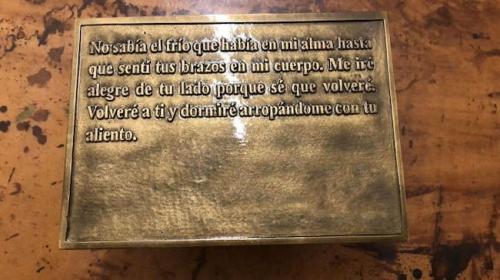 No sabía el frío que había en mi alma hasta
que sentí tus brazos en mi cuerpo. Me iré
alegre de tu lado porque sé que volveré.
Volveré a ti y dormiré arropándome con tu
aliento.